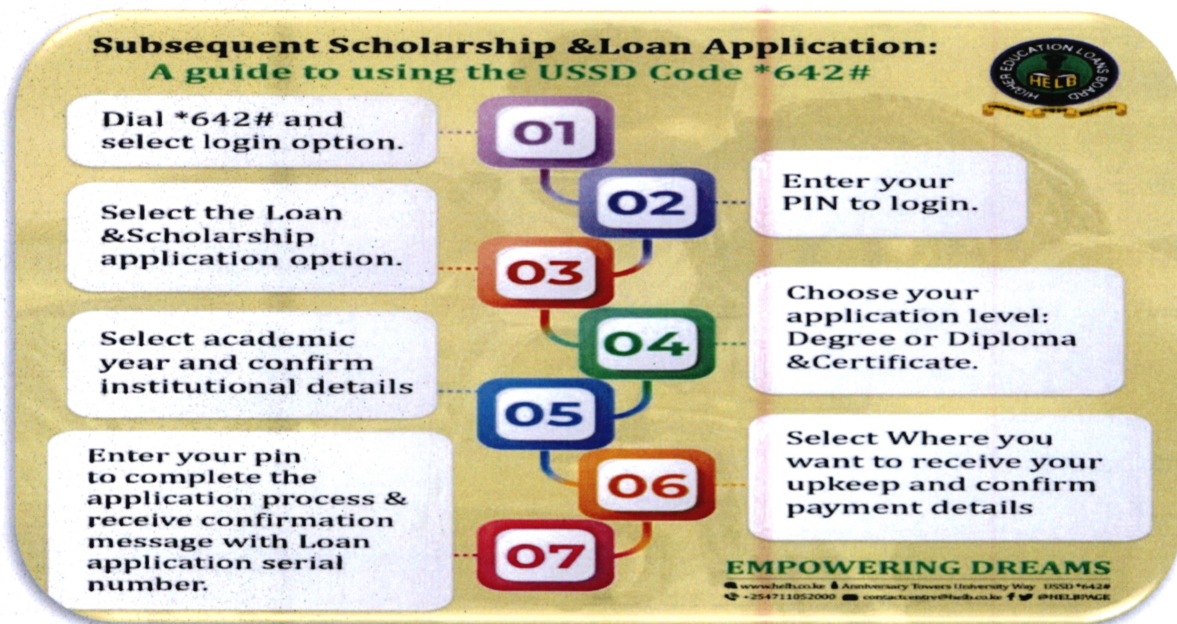 Subsequent Scholarship &Loan Application:
A guide to using the USSD Code *642#
HIGHER EDUCATION LOANS BOARD
HELB
Dial *642# and
select login option.
01
02
Enter your
PIN to login.
Select the Loan
&Scholarship
application option.
03
04
Choose your
application level:
Degree or Diploma
&Certificate.
Select academic
year and confirm
institutional details
05
06
Select Where you
want to receive your
upkeep and confirm
payment details
Enter your pin
to complete the
application process &
receive confirmation
message with Loan
application serial
number.
07
EMPOWERING DREAMS
www.helb.co.ke Anniversary Towers University Way USSD *642#
+254711052000 contactcentre@helb.co.ke @HELBPAGE